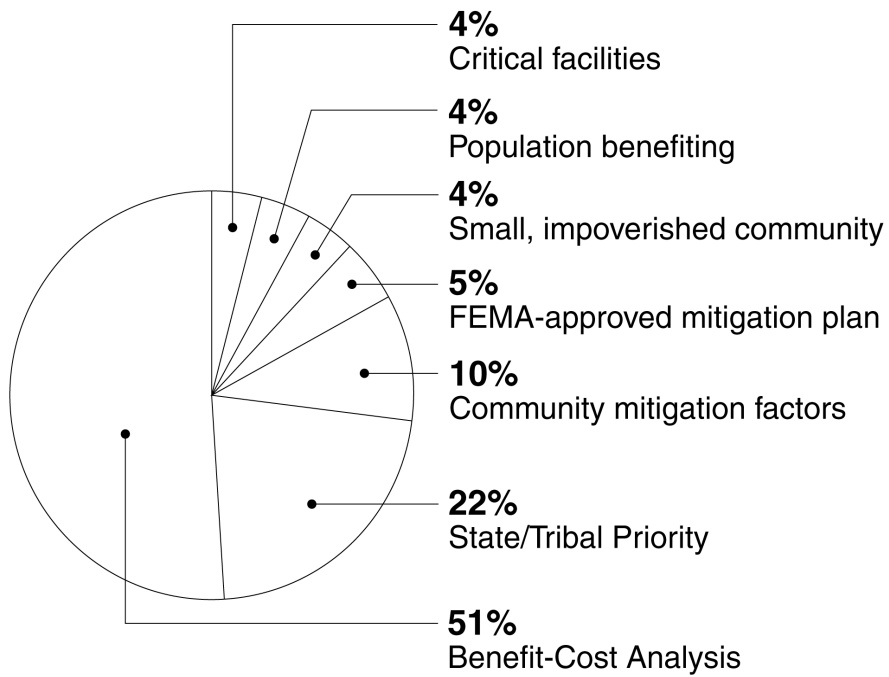 4%
Critical facilities
4%
Population benefiting
4%
Small, impoverished community
5%
FEMA-approved mitigation plan
10%
Community mitigation factors
22%
State/Tribal Priority
51%
Benefit-Cost Analysis